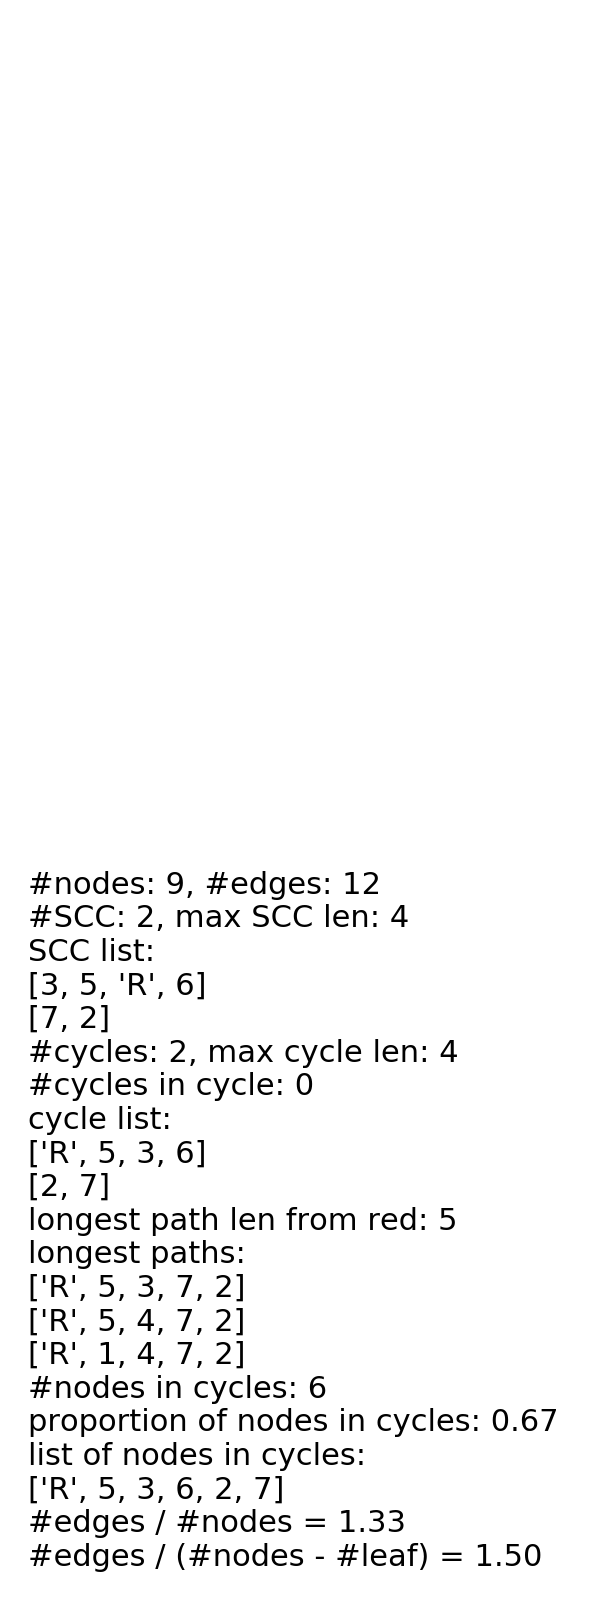 #nodes: 9, #edges: 12
#SCC: 2, max SCC len: 4
SCC list:
[3, 5, 'R', 6]
[7, 2]
#cycles: 2, max cycle len: 4
#cycles in cycle: 0
cycle list:
['R', 5, 3, 6]
[2, 7]
longest path len from red: 5
longest paths:
['R', 5, 3, 7, 2]
['R', 5, 4, 7, 2]
['R', 1, 4, 7, 2]
#nodes in cycles: 6
proportion of nodes in cycles: 0.67
list of nodes in cycles:
['R', 5, 3, 6, 2, 7]
#edges / #nodes = 1.33
#edges / (#nodes - #leaf) = 1.50